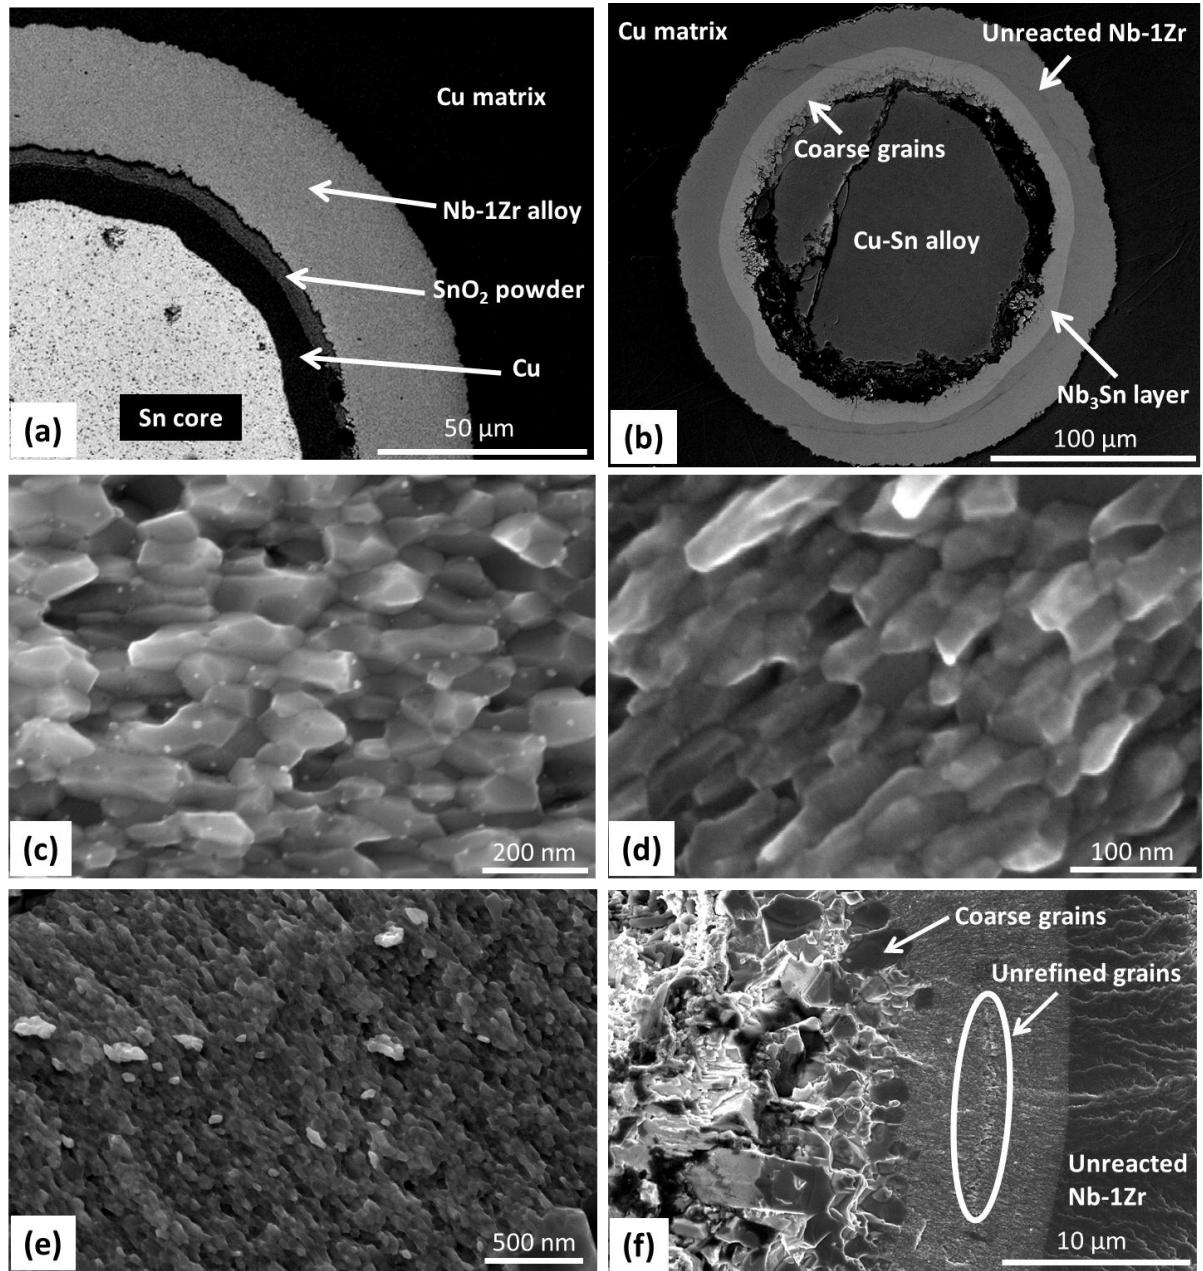 Cu matrix
Nb-1Zr alloy
SnO₂ powder
Cu
Sn core
(a)
50 µm
Cu matrix
Unreacted Nb-1Zr
Coarse grains
Cu-Sn alloy
Nb₃Sn layer
(b)
100 µm
(c)
200 nm
(d)
100 nm
(e)
500 nm
Coarse grains
Unrefined grains
Unreacted
Nb-1Zr
(f)
10 µm